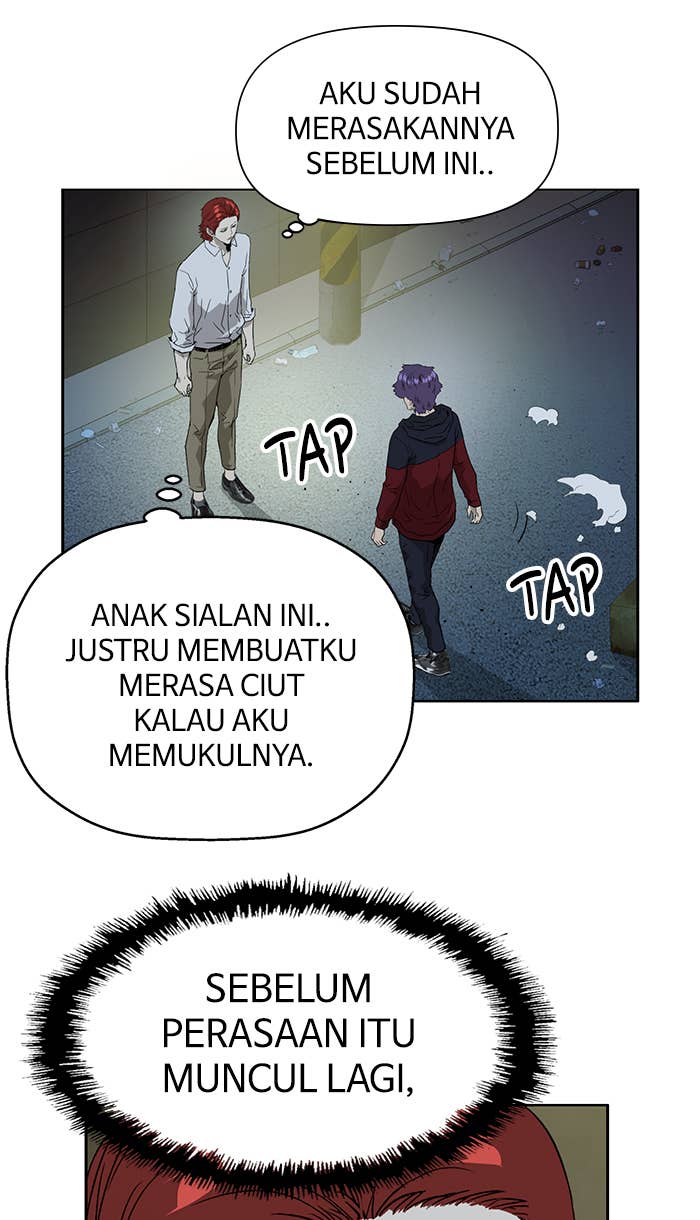 AKU SUDAH
MERASAKANNYA
SEBELUM INI..
TAP
TAP
ANAK SIALAN INI..
JUSTRU MEMBUATKU
MERASA CIUT
KALAU AKU
MEMUKULNYA.
SEBELUM
PERASAAN ITU
MUNCUL LAGI,